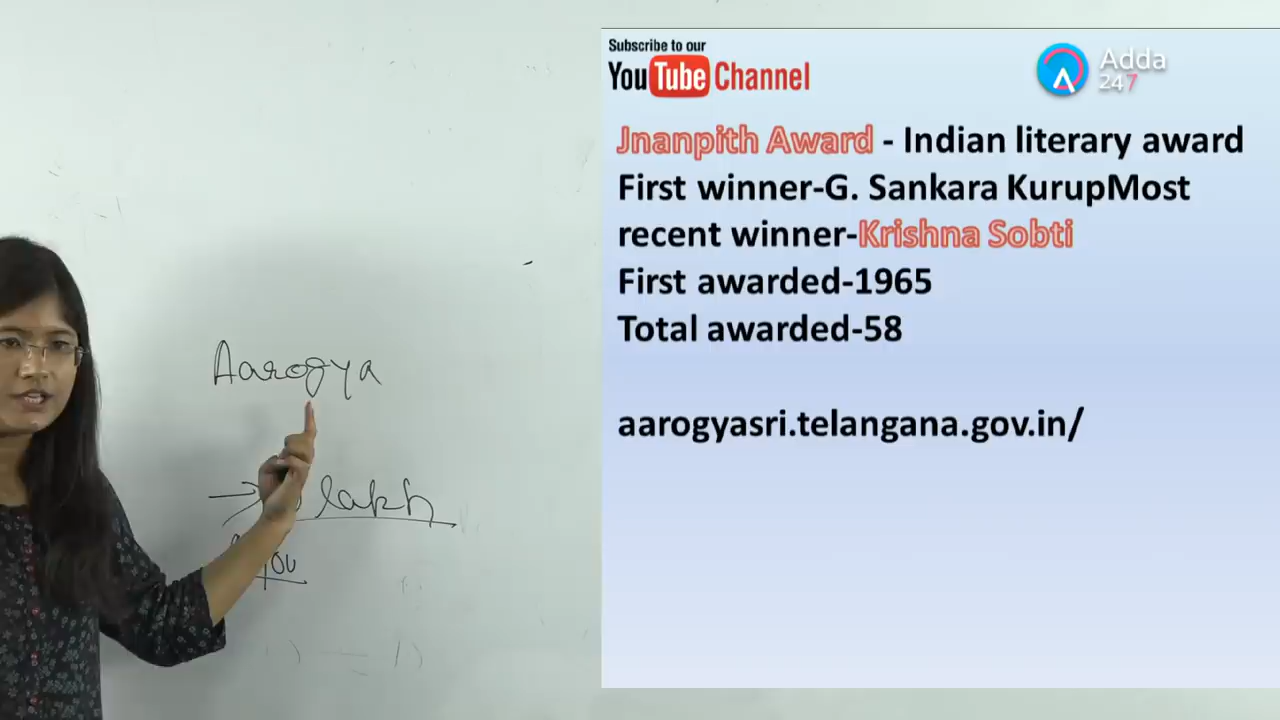 Subscribe to our
YouTube Channel
Adda
247
Jnanpith Award - Indian literary award
First winner-G. Sankara KurupMost
recent winner-Krishna Sobti
First awarded-1965
Total awarded-58
aarogyasri.telangana.gov.in/
Aarogya
lakh